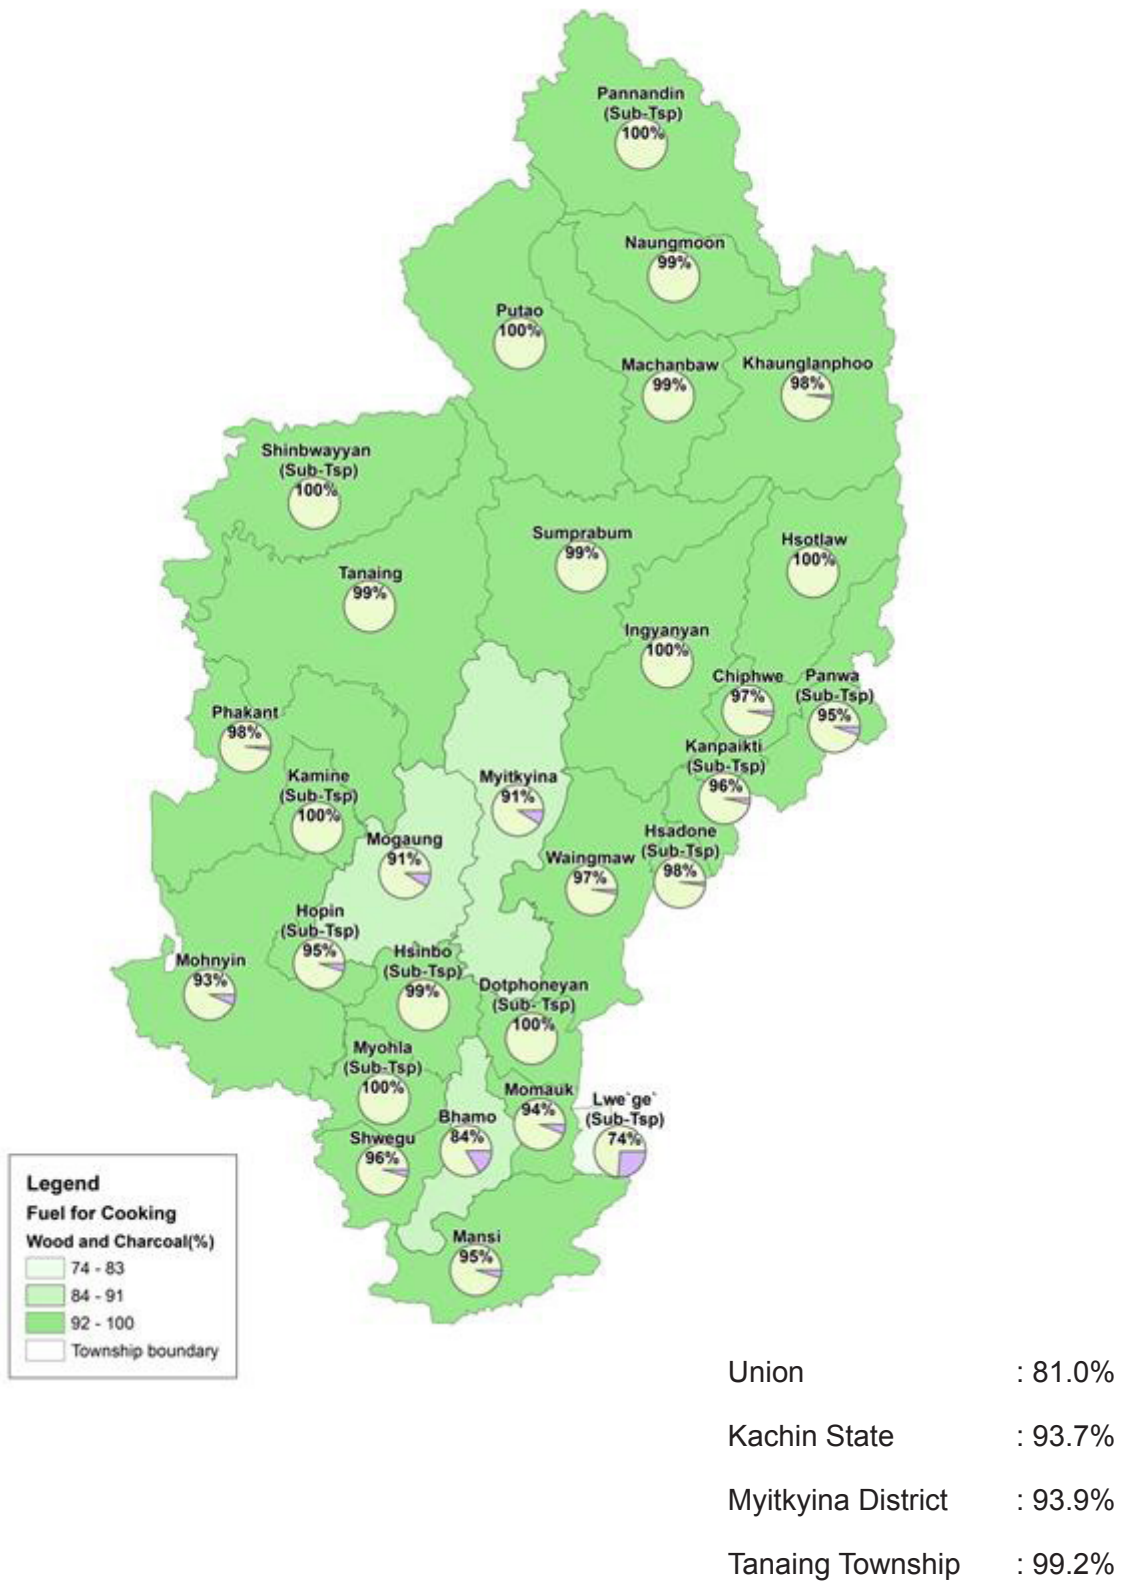 Pannandin
(Sub-Tsp)
100%
Naungmoon
99%
Putao
100%
Machanbaw
99%
Khaunglanphoo
98%
Shinbwayyan
(Sub-Tsp)
100%
Sumprabum
99%
Hsotlaw
100%
Tanaing
99%
Ingyanyan
100%
Chiphwe
97%
Panwa
(Sub-Tsp)
95%
Phakant
98%
Kanpaikti
(Sub-Tsp)
96%
Kamine
(Sub-Tsp)
100%
Myitkyina
91%
Mogaung
91%
Hsadone
(Sub-Tsp)
98%
Waingmaw
97%
Hopin
(Sub-Tsp)
95%
Hsinbo
(Sub-Tsp)
99%
Mohnyin
93%
Dotphoneyan
(Sub- Tsp)
100%
Myohla
(Sub-Tsp)
100%
Momauk
94%
Lwe`ge`
(Sub-Tsp)
74%
Bhamo
84%
Shwegu
96%
Mansi
95%
Legend
Fuel for Cooking
Wood and Charcoal(%)
74 - 83
84 - 91
92 - 100
Township boundary
Union : 81.0%
Kachin State : 93.7%
Myitkyina District : 93.9%
Tanaing Township : 99.2%